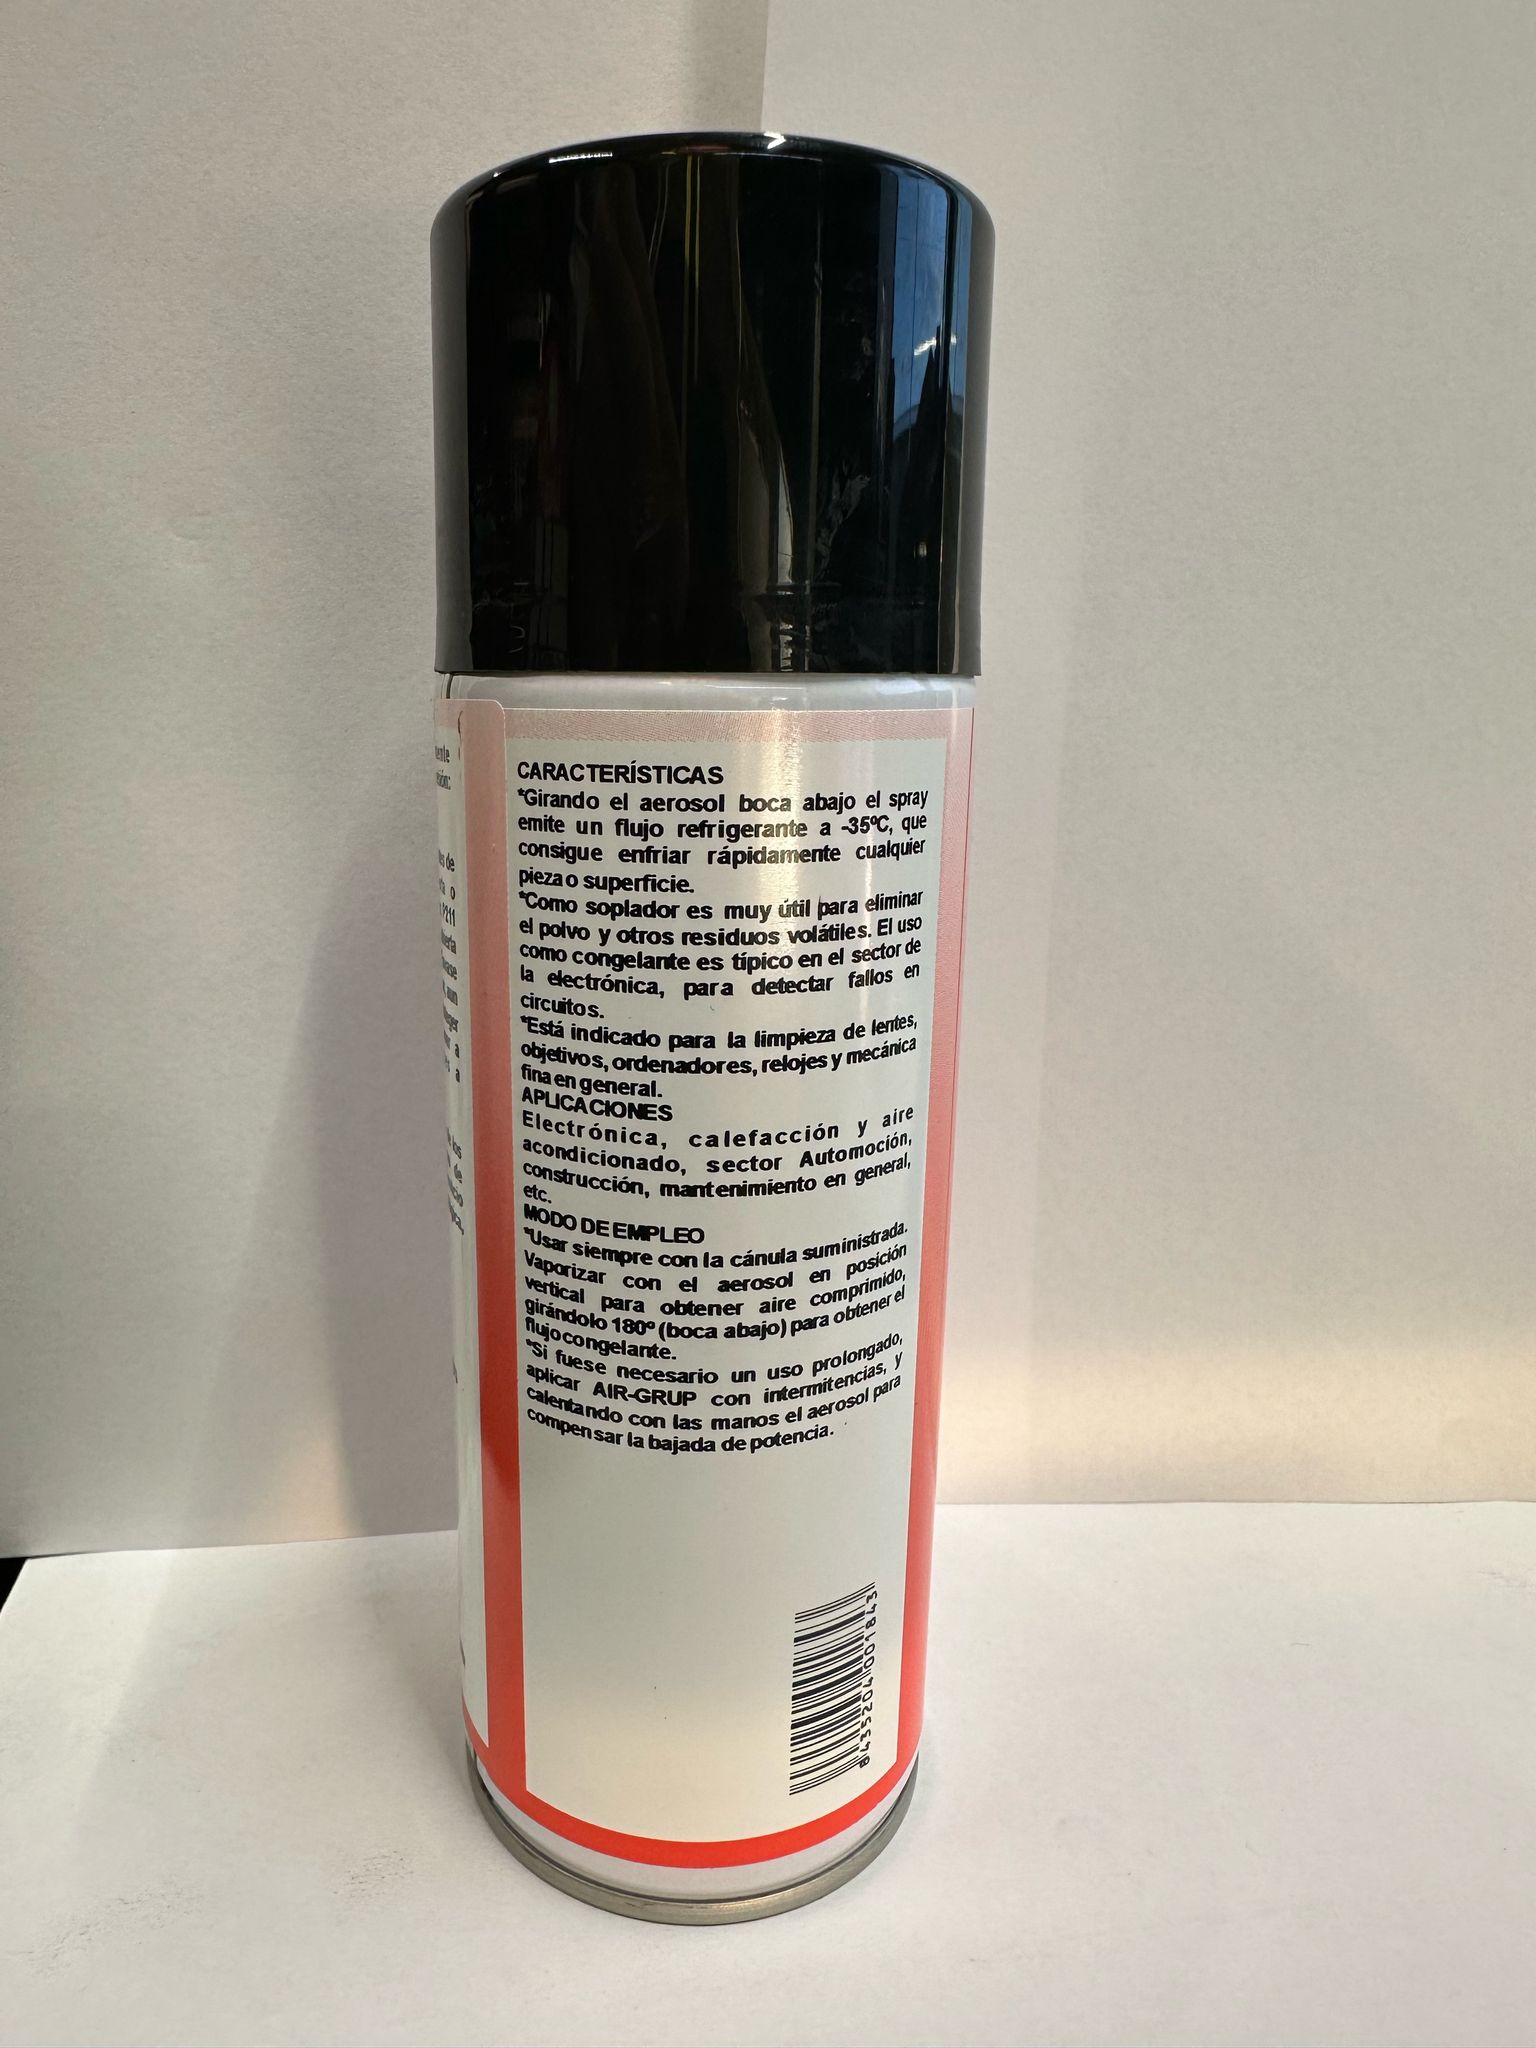 CARACTERÍSTICAS
*Girando el aerosol boca abajo el spray
emite un flujo refrigerante a -35ºC, que
consigue enfriar rápidamente cualquier
pieza o superficie.
*Como soplador es muy útil para eliminar
el polvo y otros residuos volátiles. El uso
como congelante es típico en el sector de
la electrónica, para detectar fallos en
circuitos.
*Está indicado para la limpieza de lentes,
objetivos, ordenadores, relojes y mecánica
fina en general.
APLICACIONES
Electrónica, calefacción y aire
acondicionado, sector Automoción,
construcción, mantenimiento en general,
etc.
MODO DE EMPLEO
*Usar siempre con la cánula suministrada.
Vaporizar con el aerosol en posición
vertical para obtener aire comprimido,
girándolo 180º (boca abajo) para obtener el
flujo congelante.
*Si fuese necesario un uso prolongado,
aplicar AIR-GRUP con intermitencias, y
calentando con las manos el aerosol para
compensar la bajada de potencia.
8 435204 001843